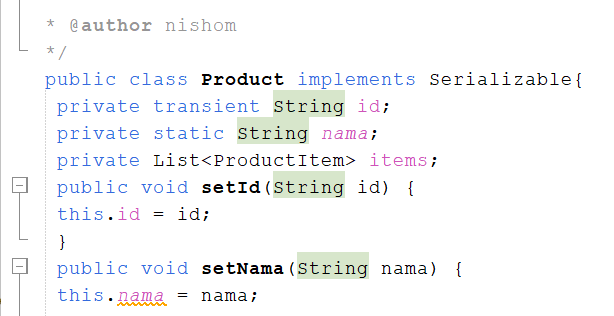 * @author nishom
*/
public class Product implements Serializable{
private transient String id;
private static String nama;
private List<ProductItem> items;
public void setId(String id) {
this.id = id;
}
public void setNama(String nama) {
this.nama = nama;